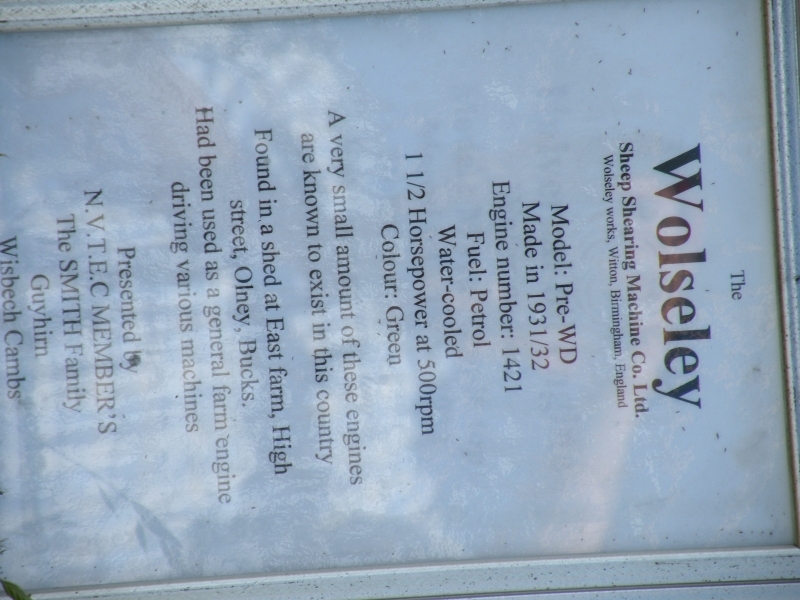 The
Wolseley
Sheep Shearing Machine Co. Ltd.
Wolseley works, Witton, Birmingham, England
Model: Pre-WD
Made in 1931/32
Engine number: 1421
Fuel: Petrol
Water-cooled
1 1/2 Horsepower at 500rpm
Colour: Green
A very small amount of these engines
are known to exist in this country
Found in a shed at East farm, High
street, Olney, Bucks.
Had been used as a general farm engine
driving various machines
Presented by
N.V.T.E.C MEMBER'S
The SMITH Family
Guyhirn
Wisbech Cambs